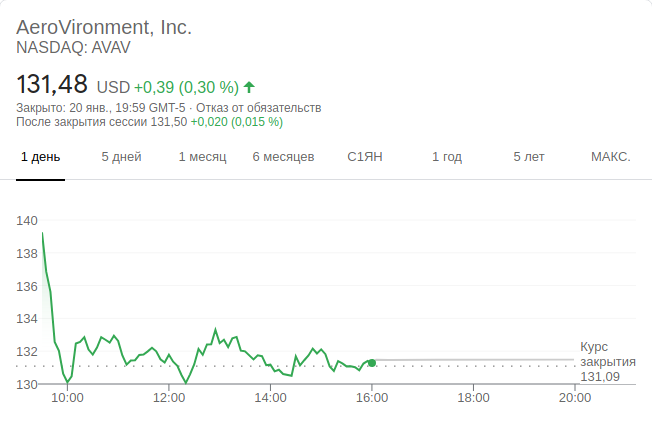 AeroVironment, Inc.
NASDAQ: AVAV
131,48 USD +0,39 (0,30 %)
Закрыто: 20 янв., 19:59 GMT-5 · Отказ от обязательств
После закрытия сессии 131,50 +0,020 (0,015 %)
1 день 5 дней 1 месяц 6 месяцев С1ЯН 1 год 5 лет МАКС.
140
138
136
134
132
130
Курс
закрытия
131,09
10:00 12:00 14:00 16:00 18:00 20:00